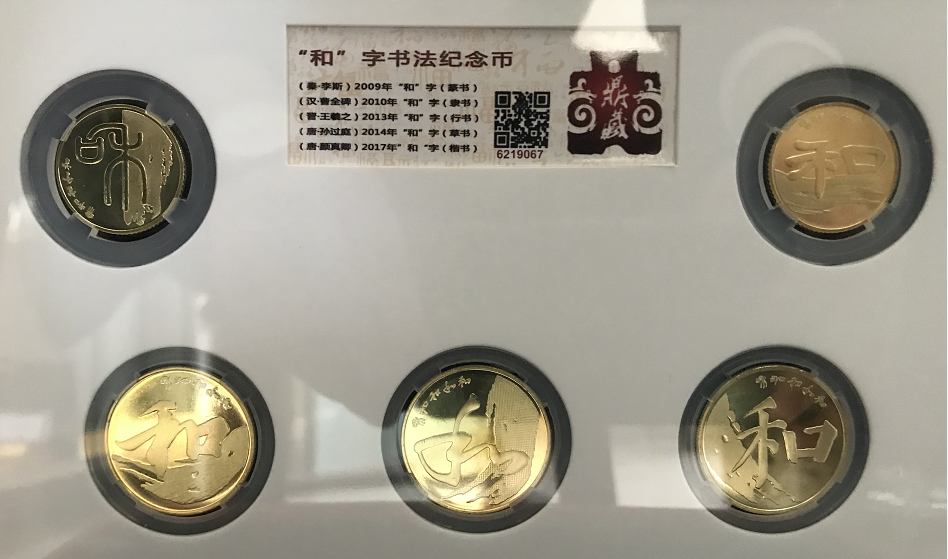 “和”字书法纪念币
（秦·李斯）2009年“和”字（篆书）
（汉·曹全碑）2010年“和”字（隶书）
（晋·王羲之）2013年“和”字（行书）
（唐·孙过庭）2014年“和”字（草书）
（唐·颜真卿）2017年”和“字（楷书）
6219067
鼎藏
和
和
和
和
和